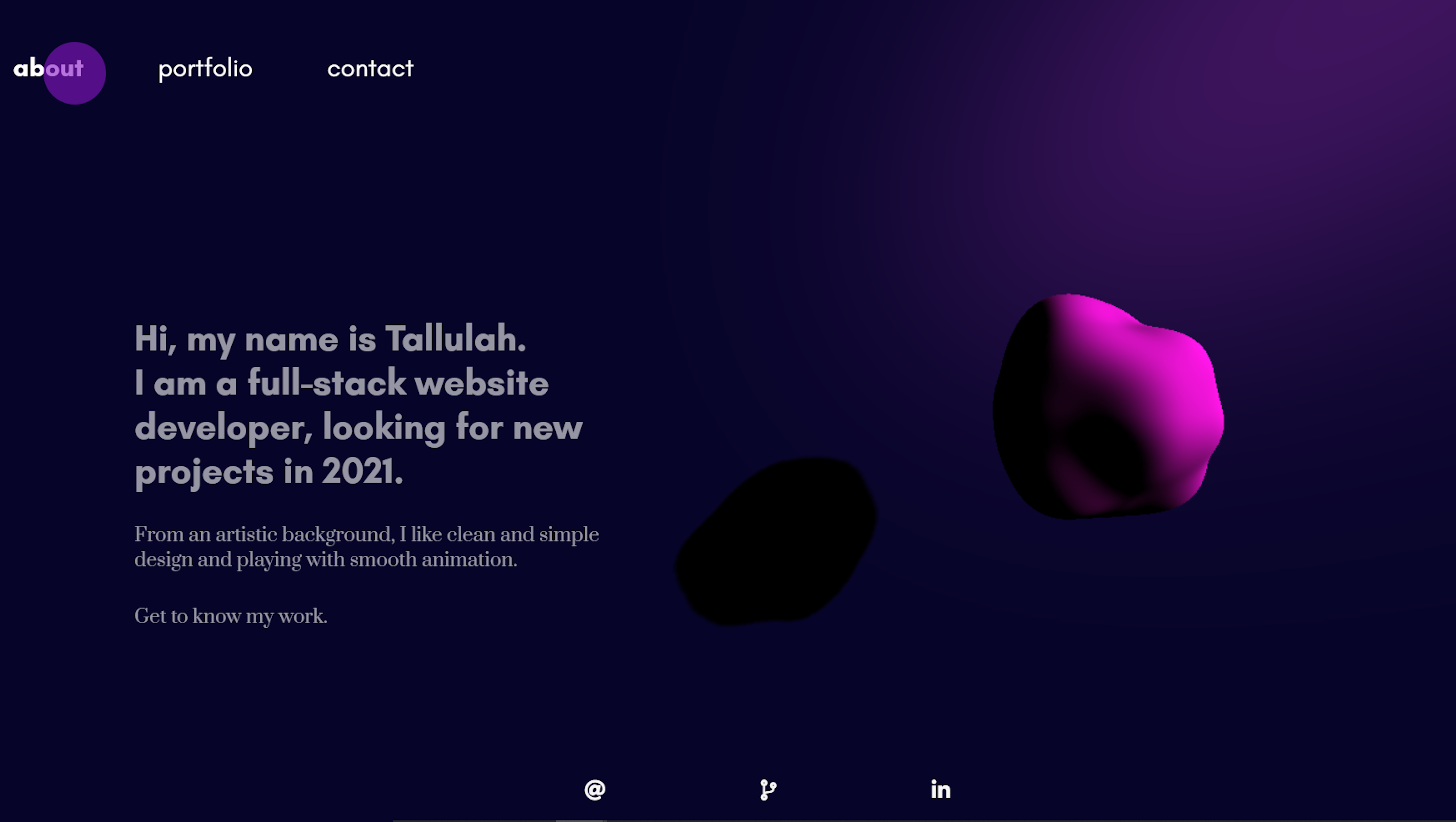 about
portfolio
contact
Hi, my name is Tallulah.
I am a full-stack website
developer, looking for new
projects in 2021.
From an artistic background, I like clean and simple
design and playing with smooth animation.
Get to know my work.
@
in